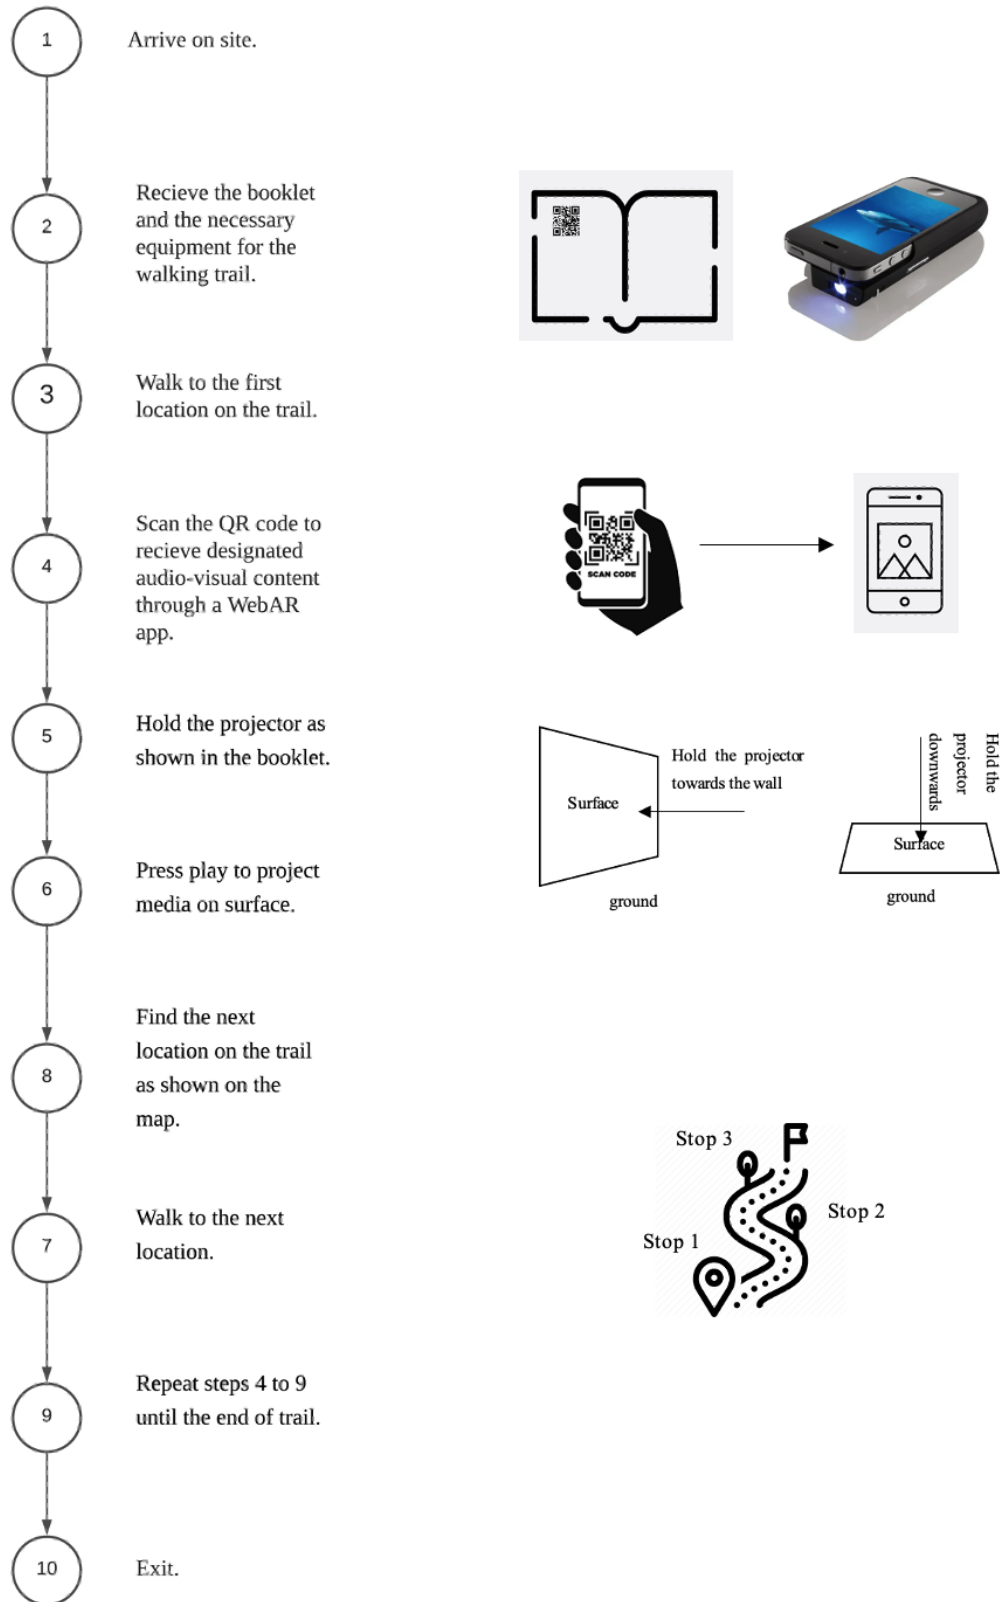 1
Arrive on site.
2
Recieve the booklet
and the necessary
equipment for the
walking trail.
3
Walk to the first
location on the trail.
4
Scan the QR code to
recieve designated
audio-visual content
through a WebAR
app.
SCAN CODE
5
Hold the projector as
shown in the booklet.
Surface
Hold the projector
towards the wall
ground
Hold the
projector
downwards
Surface
ground
6
Press play to project
media on surface.
8
Find the next
location on the trail
as shown on the
map.
Stop 3
Stop 2
Stop 1
7
Walk to the next
location.
9
Repeat steps 4 to 9
until the end of trail.
10
Exit.